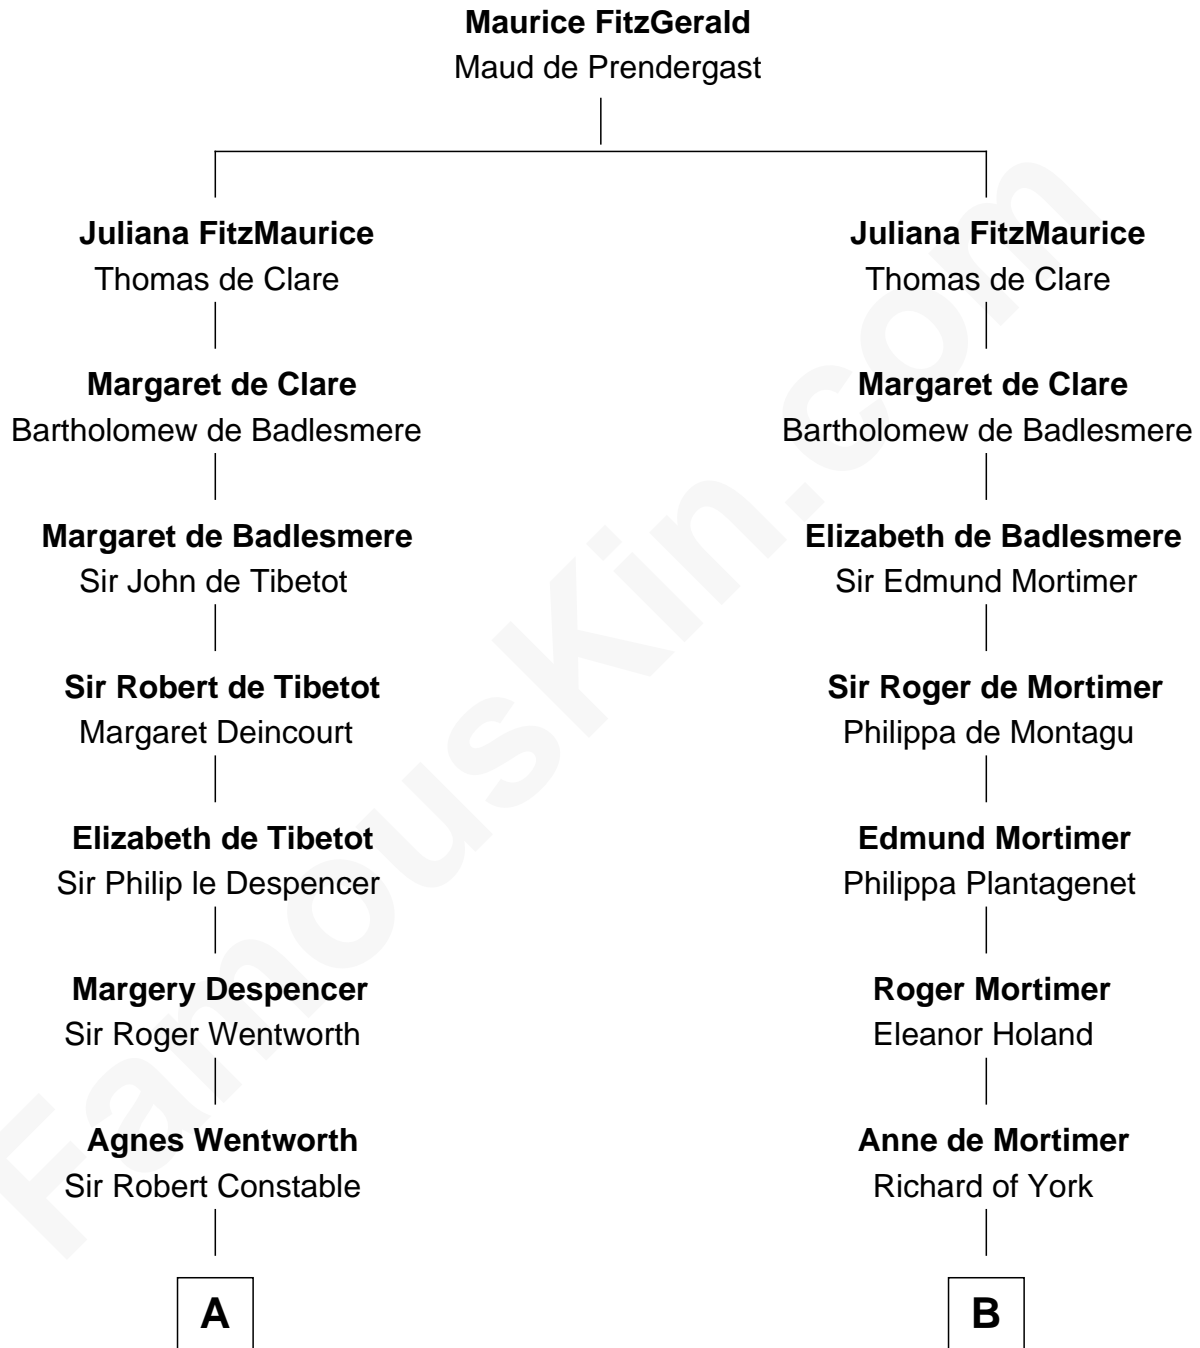 Maurice FitzGerald
Maud de Prendergast
Juliana FitzMaurice
Thomas de Clare
Margaret de Clare
Bartholomew de Badlesmere
Margaret de Badlesmere
Sir John de Tibetot
Sir Robert de Tibetot
Margaret Deincourt
Elizabeth de Tibetot
Sir Philip le Despencer
Margery Despencer
Sir Roger Wentworth
Agnes Wentworth
Sir Robert Constable
A
Juliana FitzMaurice
Thomas de Clare
Margaret de Clare
Bartholomew de Badlesmere
Elizabeth de Badlesmere
Sir Edmund Mortimer
Sir Roger de Mortimer
Philippa de Montagu
Edmund Mortimer
Philippa Plantagenet
Roger Mortimer
Eleanor Holand
Anne de Mortimer
Richard of York
B
FamousKin.com